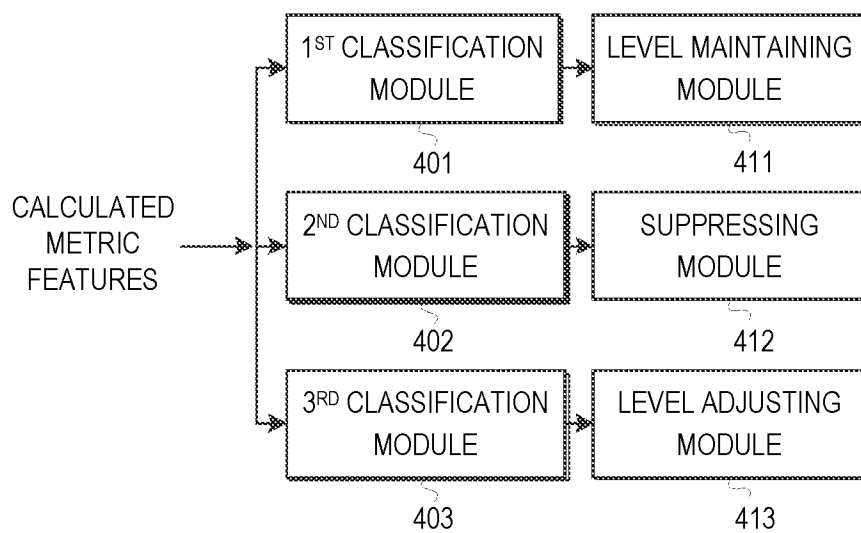 1ST CLASSIFICATION
MODULE
LEVEL MAINTAINING
MODULE
401
411
CALCULATED
METRIC
FEATURES
2ND CLASSIFICATION
MODULE
SUPPRESSING
MODULE
402
412
3RD CLASSIFICATION
MODULE
LEVEL ADJUSTING
MODULE
403
413